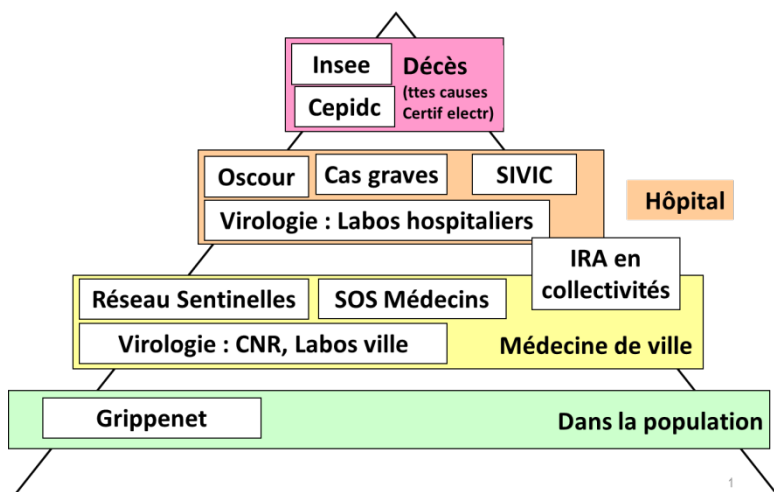 Insee
Décès
(ttes causes
Certif electr)
Cepidc
Oscour
Cas graves
SIVIC
Hôpital
Virologie : Labos hospitaliers
IRA en
collectivités
Réseau Sentinelles
SOS Médecins
Virologie : CNR, Labos ville
Médecine de ville
Grippenet
Dans la population
1